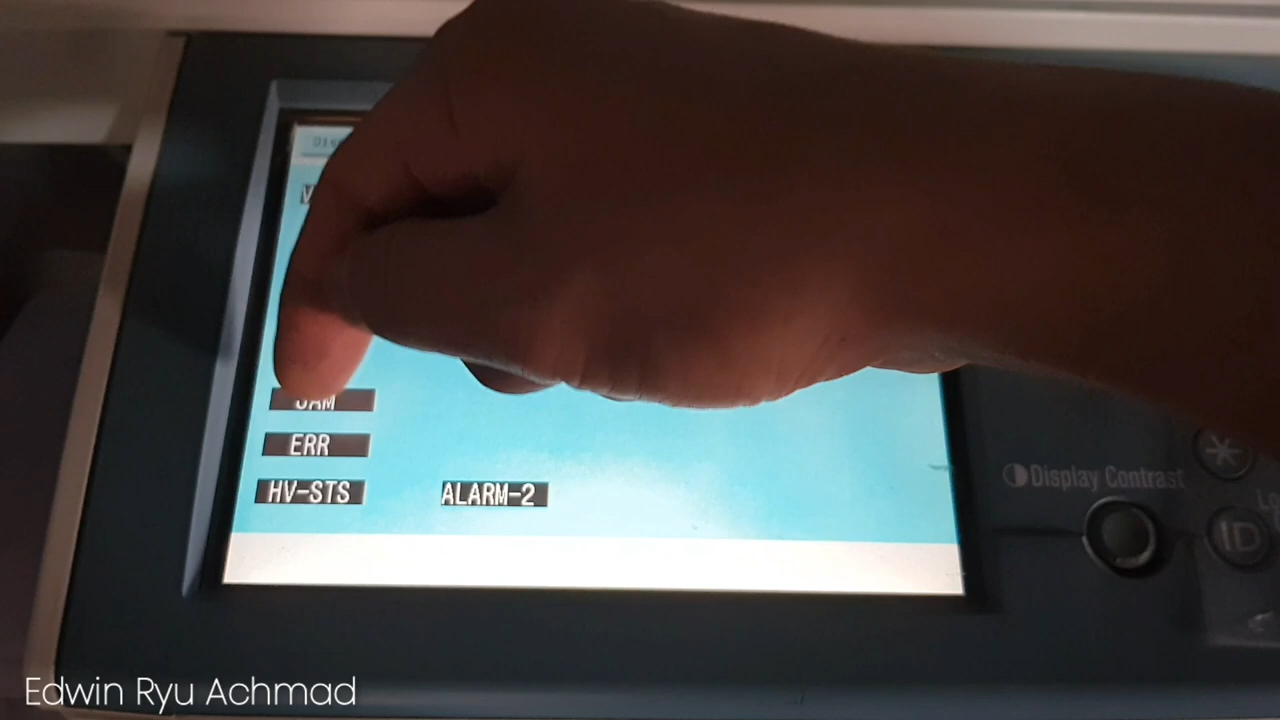 JAM
ERR
HV-STS ALARM-2
Display Contrast
ID
Edwin Ryu Achmad